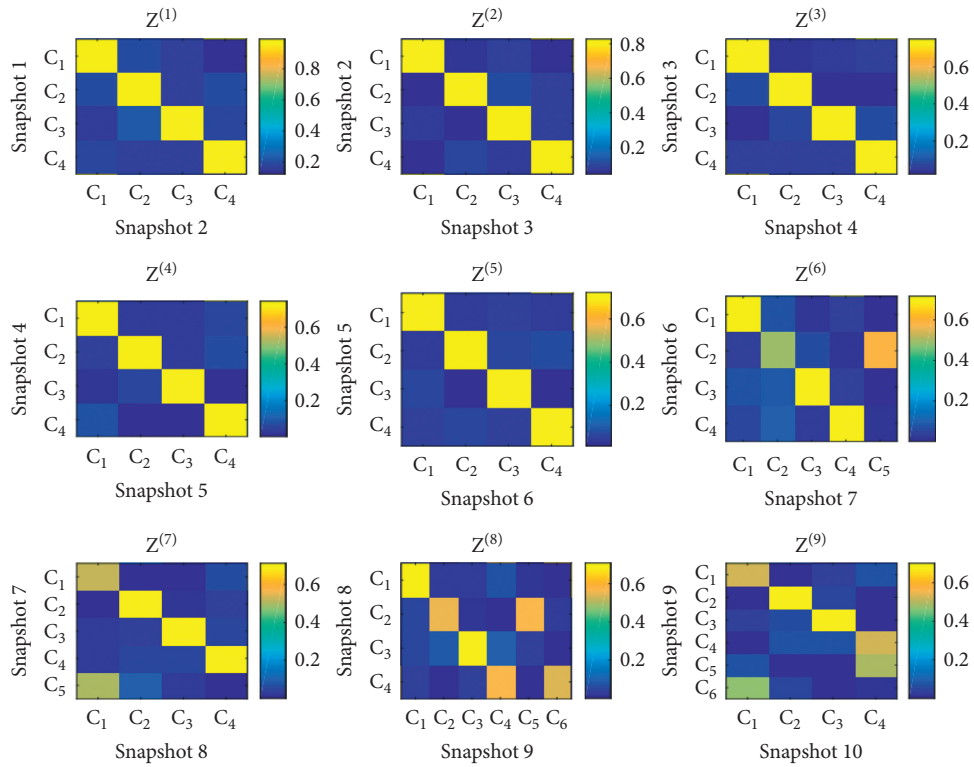 Z(1)
Snapshot 1
C1
C2
C3
C4
0.8
0.6
0.4
0.2
C1 C2 C3 C4
Snapshot 2
Z(2)
Snapshot 2
C1
C2
C3
C4
0.8
0.6
0.4
0.2
C1 C2 C3 C4
Snapshot 3
Z(3)
Snapshot 3
C1
C2
C3
C4
0.6
0.4
0.2
C1 C2 C3 C4
Snapshot 4
Z(4)
Snapshot 4
C1
C2
C3
C4
0.6
0.4
0.2
C1 C2 C3 C4
Snapshot 5
Z(5)
Snapshot 5
C1
C2
C3
C4
0.6
0.4
0.2
C1 C2 C3 C4
Snapshot 6
Z(6)
Snapshot 6
C1
C2
C3
C4
0.6
0.4
0.2
C1 C2 C3 C4 C5
Snapshot 7
Z(7)
Snapshot 7
C1
C2
C3
C4
C5
0.6
0.4
0.2
C1 C2 C3 C4
Snapshot 8
Z(8)
Snapshot 8
C1
C2
C3
C4
0.6
0.4
0.2
C1 C2 C3 C4 C5 C6
Snapshot 9
Z(9)
Snapshot 9
C1
C2
C3
C4
C5
C6
0.6
0.4
0.2
C1 C2 C3 C4
Snapshot 10